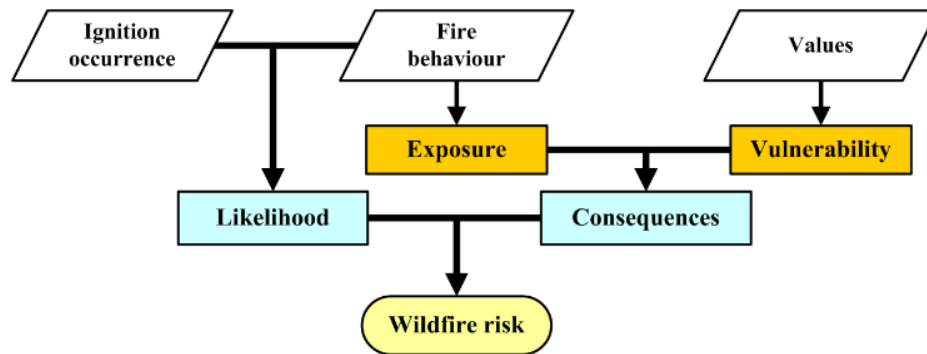 Ignition
occurrence
Fire
behaviour
Values
Exposure
Vulnerability
Likelihood
Consequences
Wildfire risk